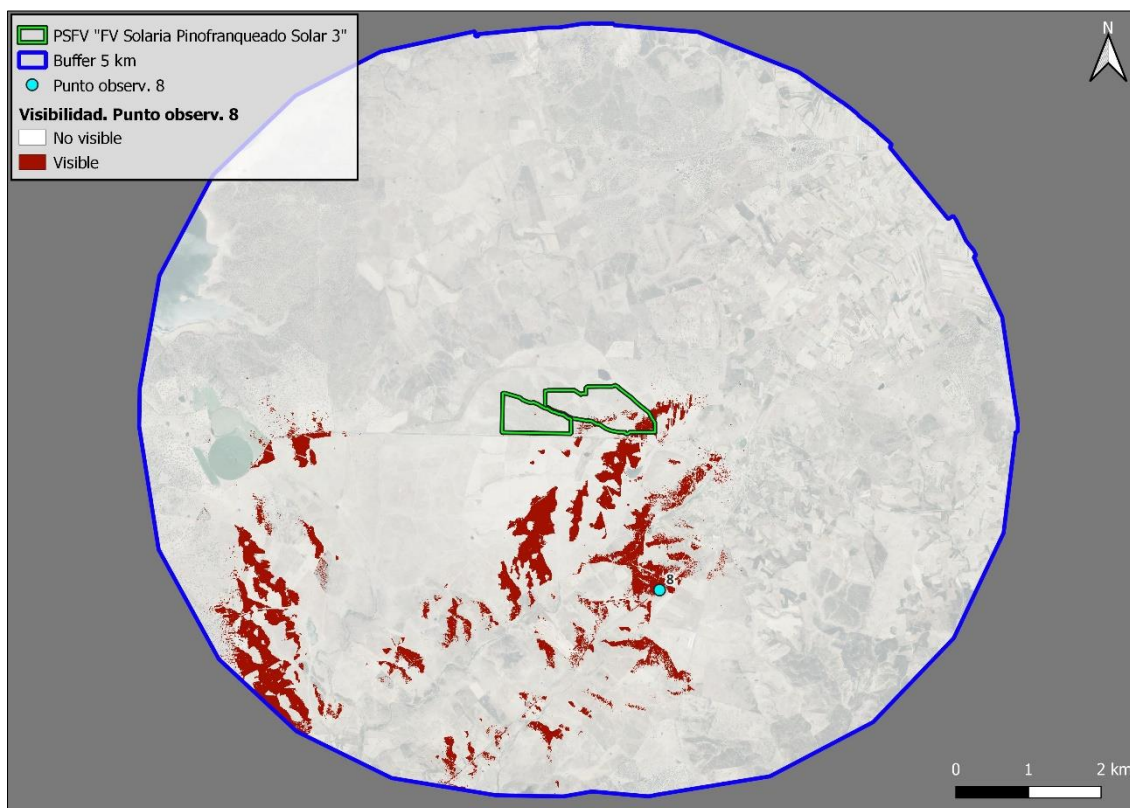 PSFV "FV Solaria Pinofranqueado Solar 3"
Buffer 5 km
Punto observ. 8
Visibilidad. Punto observ. 8
No visible
Visible
N
8
0 1 2 km